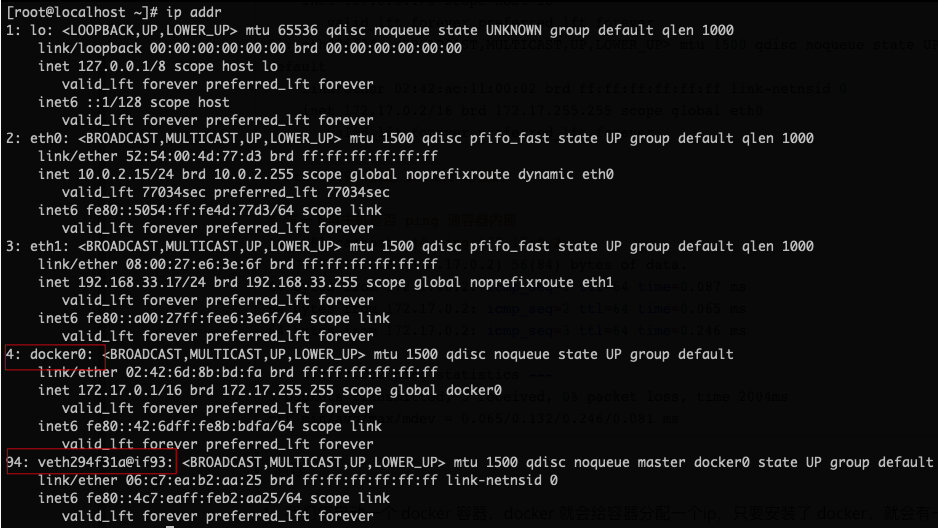 [root@localhost ~]# ip addr
1: lo: <LOOPBACK,UP,LOWER_UP> mtu 65536 qdisc noqueue state UNKNOWN group default qlen 1000
link/loopback 00:00:00:00:00:00 brd 00:00:00:00:00:00
inet 127.0.0.1/8 scope host lo
valid_lft forever preferred_lft forever
inet6 ::1/128 scope host
valid_lft forever preferred_lft forever
2: eth0: <BROADCAST,MULTICAST,UP,LOWER_UP> mtu 1500 qdisc pfifo_fast state UP group default qlen 1000
link/ether 52:54:00:4d:77:d3 brd ff:ff:ff:ff:ff:ff
inet 10.0.2.15/24 brd 10.0.2.255 scope global noprefixroute dynamic eth0
valid_lft 77034sec preferred_lft 77034sec
inet6 fe80::5054:ff:fe4d:77d3/64 scope link
valid_lft forever preferred_lft forever
3: eth1: <BROADCAST,MULTICAST,UP,LOWER_UP> mtu 1500 qdisc pfifo_fast state UP group default qlen 1000
link/ether 08:00:27:e6:3e:6f brd ff:ff:ff:ff:ff:ff
inet 192.168.33.17/24 brd 192.168.33.255 scope global noprefixroute eth1
valid_lft forever preferred_lft forever
inet6 fe80::a00:27ff:fee6:3e6f/64 scope link
valid_lft forever preferred_lft forever
4: docker0: <BROADCAST,MULTICAST,UP,LOWER_UP> mtu 1500 qdisc noqueue state UP group default
link/ether 02:42:6d:8b:bd:fa brd ff:ff:ff:ff:ff:ff
inet 172.17.0.1/16 brd 172.17.255.255 scope global docker0
valid_lft forever preferred_lft forever
inet6 fe80::42:6dff:fe8b:bdfa/64 scope link
valid_lft forever preferred_lft forever
94: veth294f31a@if93: <BROADCAST,MULTICAST,UP,LOWER_UP> mtu 1500 qdisc noqueue master docker0 state UP group default
link/ether 06:c7:ea:b2:aa:25 brd ff:ff:ff:ff:ff:ff link-netnsid 0
inet6 fe80::4c7:eaff:feb2:aa25/64 scope link
valid_lft forever preferred_lft forever